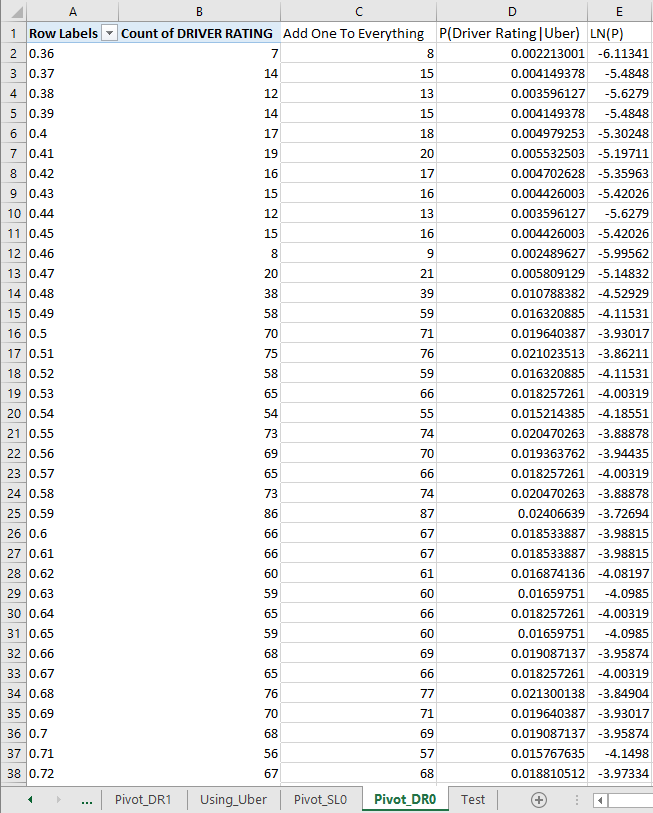 A B C D E
1 Row Labels Count of DRIVER RATING Add One To Everything P(Driver Rating|Uber) LN(P)
2 0.36 7 8 0.002213001 -6.11341
3 0.37 14 15 0.004149378 -5.4848
4 0.38 12 13 0.003596127 -5.6279
5 0.39 14 15 0.004149378 -5.4848
6 0.4 17 18 0.004979253 -5.30248
7 0.41 19 20 0.005532503 -5.19711
8 0.42 16 17 0.004702628 -5.35963
9 0.43 15 16 0.004426003 -5.42026
10 0.44 12 13 0.003596127 -5.6279
11 0.45 15 16 0.004426003 -5.42026
12 0.46 8 9 0.002489627 -5.99562
13 0.47 20 21 0.005809129 -5.14832
14 0.48 38 39 0.010788382 -4.52929
15 0.49 58 59 0.016320885 -4.11531
16 0.5 70 71 0.019640387 -3.93017
17 0.51 75 76 0.021023513 -3.86211
18 0.52 58 59 0.016320885 -4.11531
19 0.53 65 66 0.018257261 -4.00319
20 0.54 54 55 0.015214385 -4.18551
21 0.55 73 74 0.020470263 -3.88878
22 0.56 69 70 0.019363762 -3.94435
23 0.57 65 66 0.018257261 -4.00319
24 0.58 73 74 0.020470263 -3.88878
25 0.59 86 87 0.02406639 -3.72694
26 0.6 66 67 0.018533887 -3.98815
27 0.61 66 67 0.018533887 -3.98815
28 0.62 60 61 0.016874136 -4.08197
29 0.63 59 60 0.01659751 -4.0985
30 0.64 65 66 0.018257261 -4.00319
31 0.65 59 60 0.01659751 -4.0985
32 0.66 68 69 0.019087137 -3.95874
33 0.67 65 66 0.018257261 -4.00319
34 0.68 76 77 0.021300138 -3.84904
35 0.69 70 71 0.019640387 -3.93017
36 0.7 68 69 0.019087137 -3.95874
37 0.71 56 57 0.015767635 -4.1498
38 0.72 67 68 0.018810512 -3.97334
... Pivot_DR1 Using_Uber Pivot_SL0 Pivot_DR0 Test